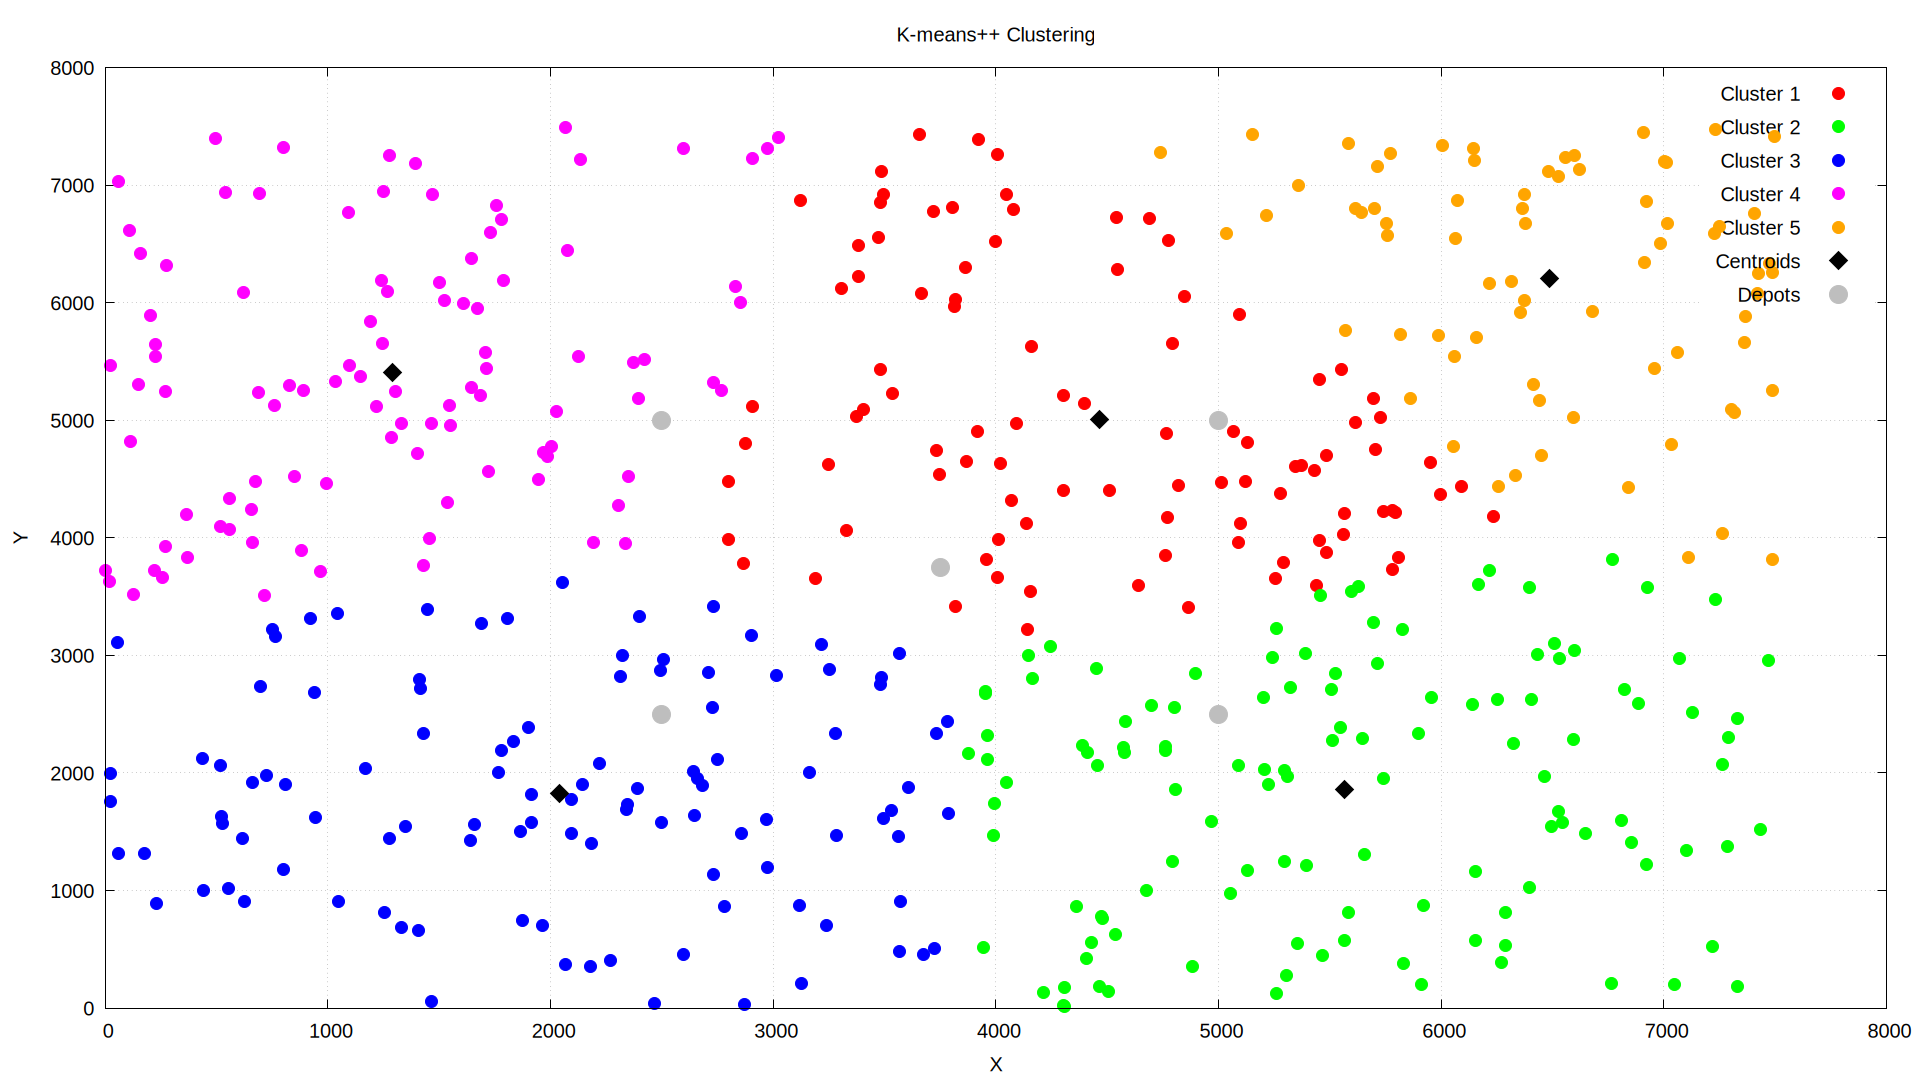 K-means++ Clustering
8000
7000
6000
5000
4000
3000
2000
1000
0
Y
Cluster 1
Cluster 2
Cluster 3
Cluster 4
Cluster 5
Centroids
Depots
0 1000 2000 3000 4000 5000 6000 7000 8000
X